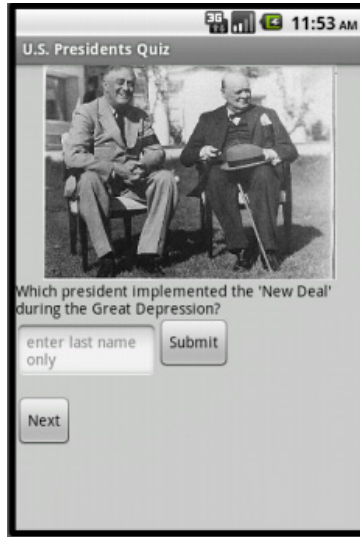 3G 11:53 AM
U.S. Presidents Quiz
Which president implemented the 'New Deal'
during the Great Depression?
enter last name
only
Submit
Next